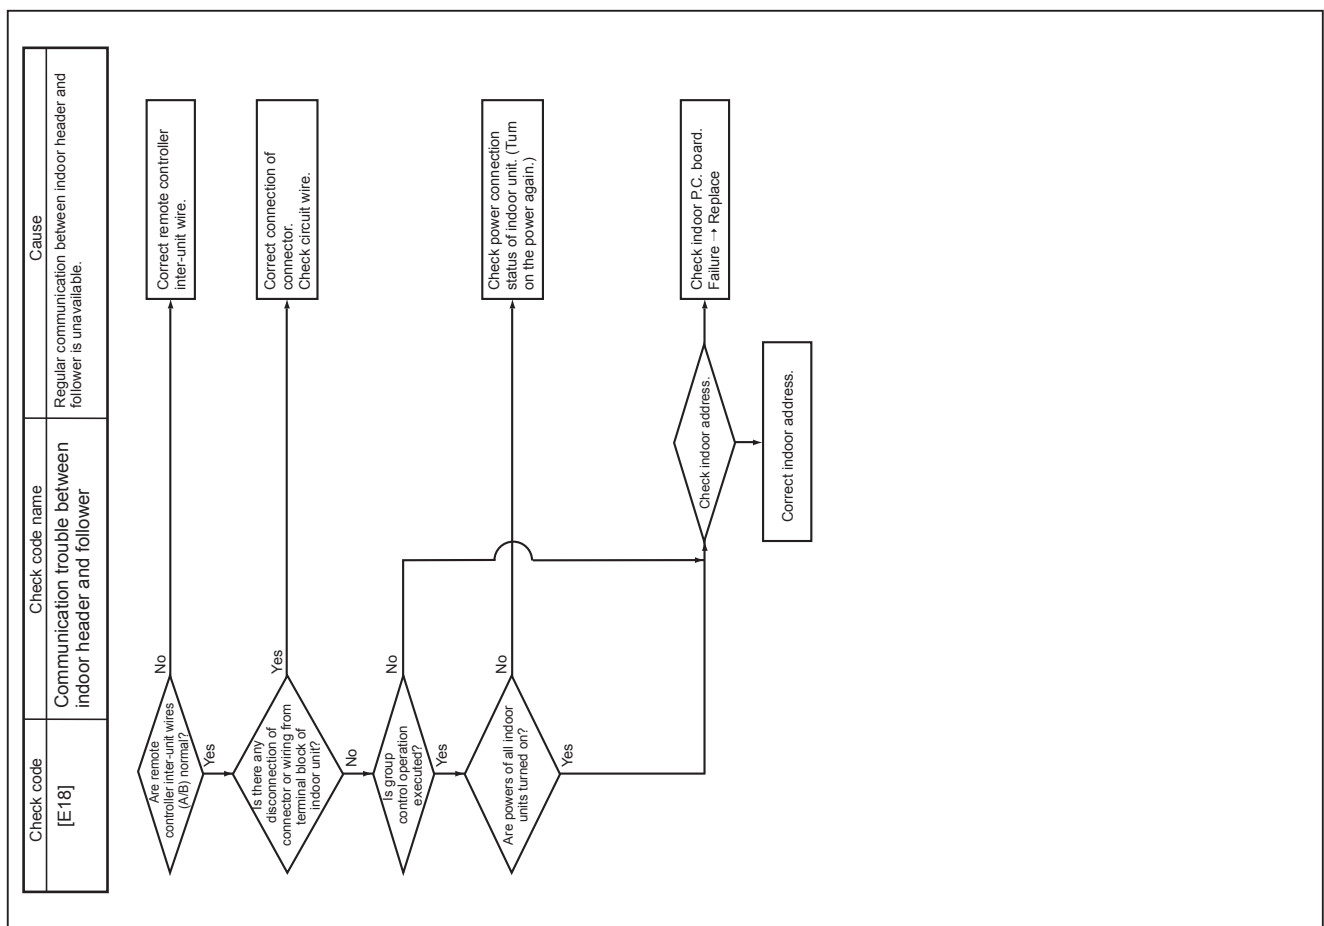 Check code
Check code name
Cause
[E18]
Communication trouble between
indoor header and follower
Regular communication between indoor header and
follower is unavailable.
Are remote
controller inter-unit wires
(A/B) normal?
No
Correct remote controller
inter-unit wire.
Yes
Is there any
disconnection of
connector or wiring from
terminal block of
indoor unit?
Yes
Correct connection of
connector.
Check circuit wire.
No
Is group
control operation
executed?
No
Yes
Are powers of all indoor
units turned on?
No
Check power connection
status of indoor unit. (Turn
on the power again.)
Yes
Check indoor address.
Check indoor P.C. board.
Failure → Replace
Correct indoor address.